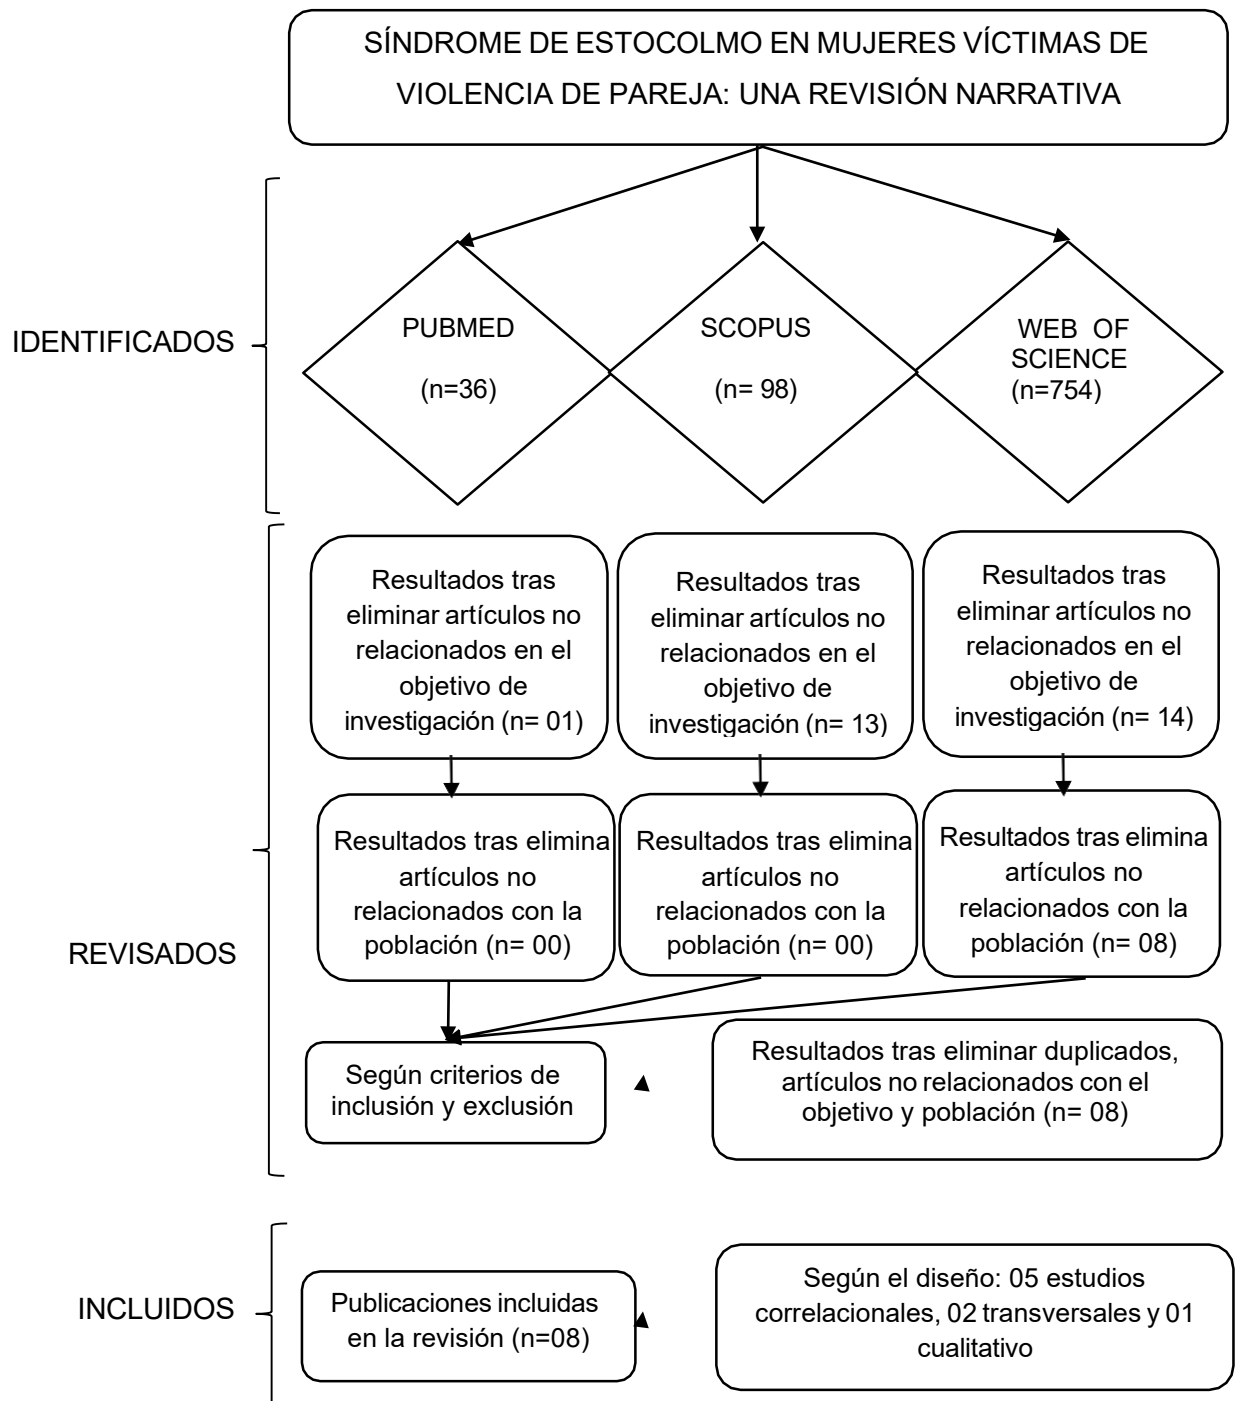 SÍNDROME DE ESTOCOLMO EN MUJERES VÍCTIMAS DE
VIOLENCIA DE PAREJA: UNA REVISIÓN NARRATIVA
IDENTIFICADOS
PUBMED
(n=36)
SCOPUS
(n= 98)
WEB OF
SCIENCE
(n=754)
REVISADOS
Resultados tras
eliminar artículos no
relacionados en el
objetivo de
investigación (n= 01)
Resultados tras
eliminar artículos no
relacionados en el
objetivo de
investigación (n= 13)
Resultados tras
eliminar artículos no
relacionados en el
objetivo de
investigación (n= 14)
Resultados tras elimina
artículos no
relacionados con la
población (n= 00)
Resultados tras elimina
artículos no
relacionados con la
población (n= 00)
Resultados tras elimina
artículos no
relacionados con la
población (n= 08)
Según criterios de
inclusión y exclusión
Resultados tras eliminar duplicados,
artículos no relacionados con el
objetivo y población (n= 08)
INCLUIDOS
Publicaciones incluidas
en la revisión (n=08)
Según el diseño: 05 estudios
correlacionales, 02 transversales y 01
cualitativo